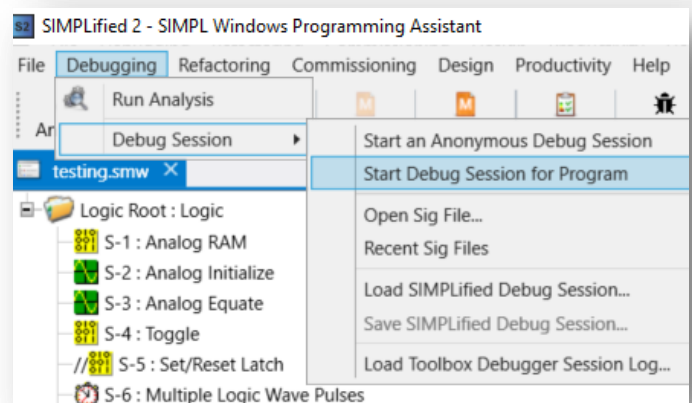 S2 SIMPLified 2 - SIMPL Windows Programming Assistant
File Debugging Refactoring Commissioning Design Productivity Help
Run Analysis
M M
Debug Session
testing.smw ×
Start an Anonymous Debug Session
Start Debug Session for Program
Open Sig File...
Recent Sig Files
Load SIMPLified Debug Session...
Save SIMPLified Debug Session...
Load Toolbox Debugger Session Log...
Logic Root : Logic
S-1 : Analog RAM
S-2 : Analog Initialize
S-3 : Analog Equate
S-4 : Toggle
// S-5 : Set/Reset Latch
S-6 : Multiple Logic Wave Pulses